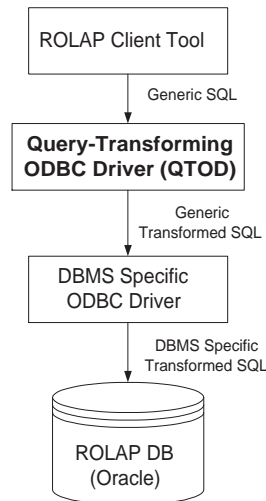 ROLAP Client Tool
Generic SQL
Query-Transforming
ODBC Driver (QTOD)
Generic
Transformed SQL
DBMS Specific
ODBC Driver
DBMS Specific
Transformed SQL
ROLAP DB
(Oracle)